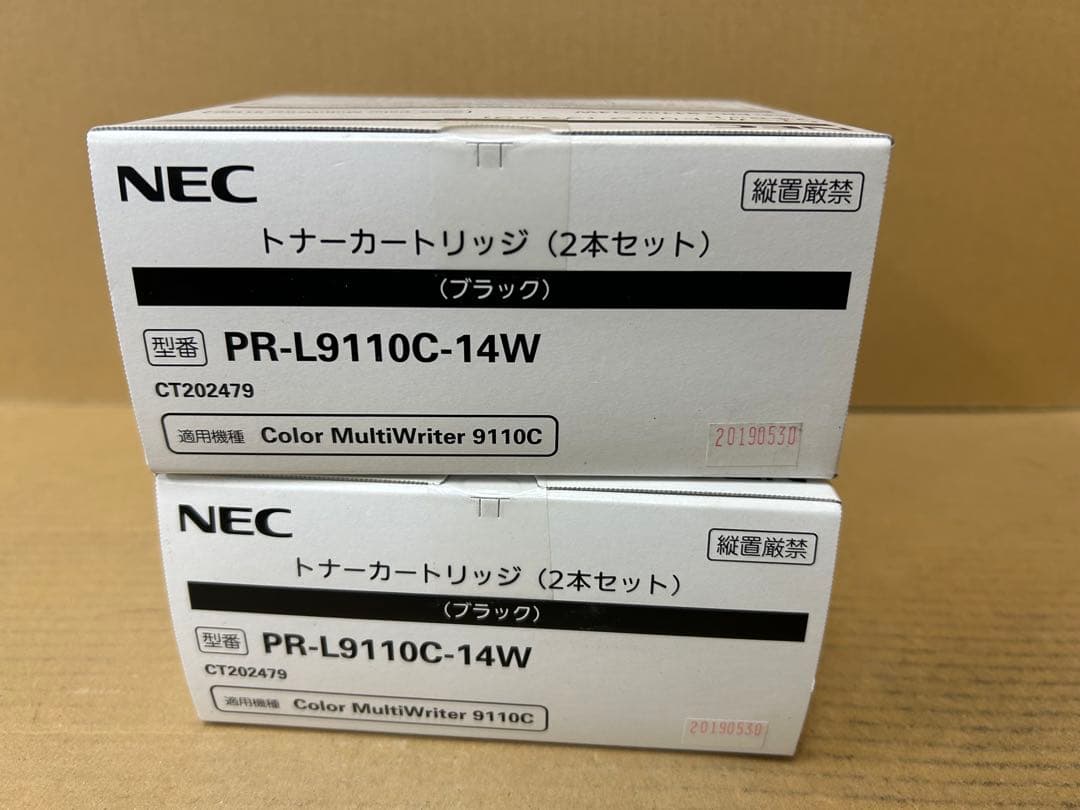 NEC
縦置厳禁
トナーカートリッジ（2本セット）
（ブラック）
型番 PR-L9110C-14W
CT202479
適用機種 Color MultiWriter 9110C
20190530
NEC
縦置厳禁
トナーカートリッジ（2本セット）
（ブラック）
型番 PR-L9110C-14W
CT202479
適用機種 Color MultiWriter 9110C
20190530